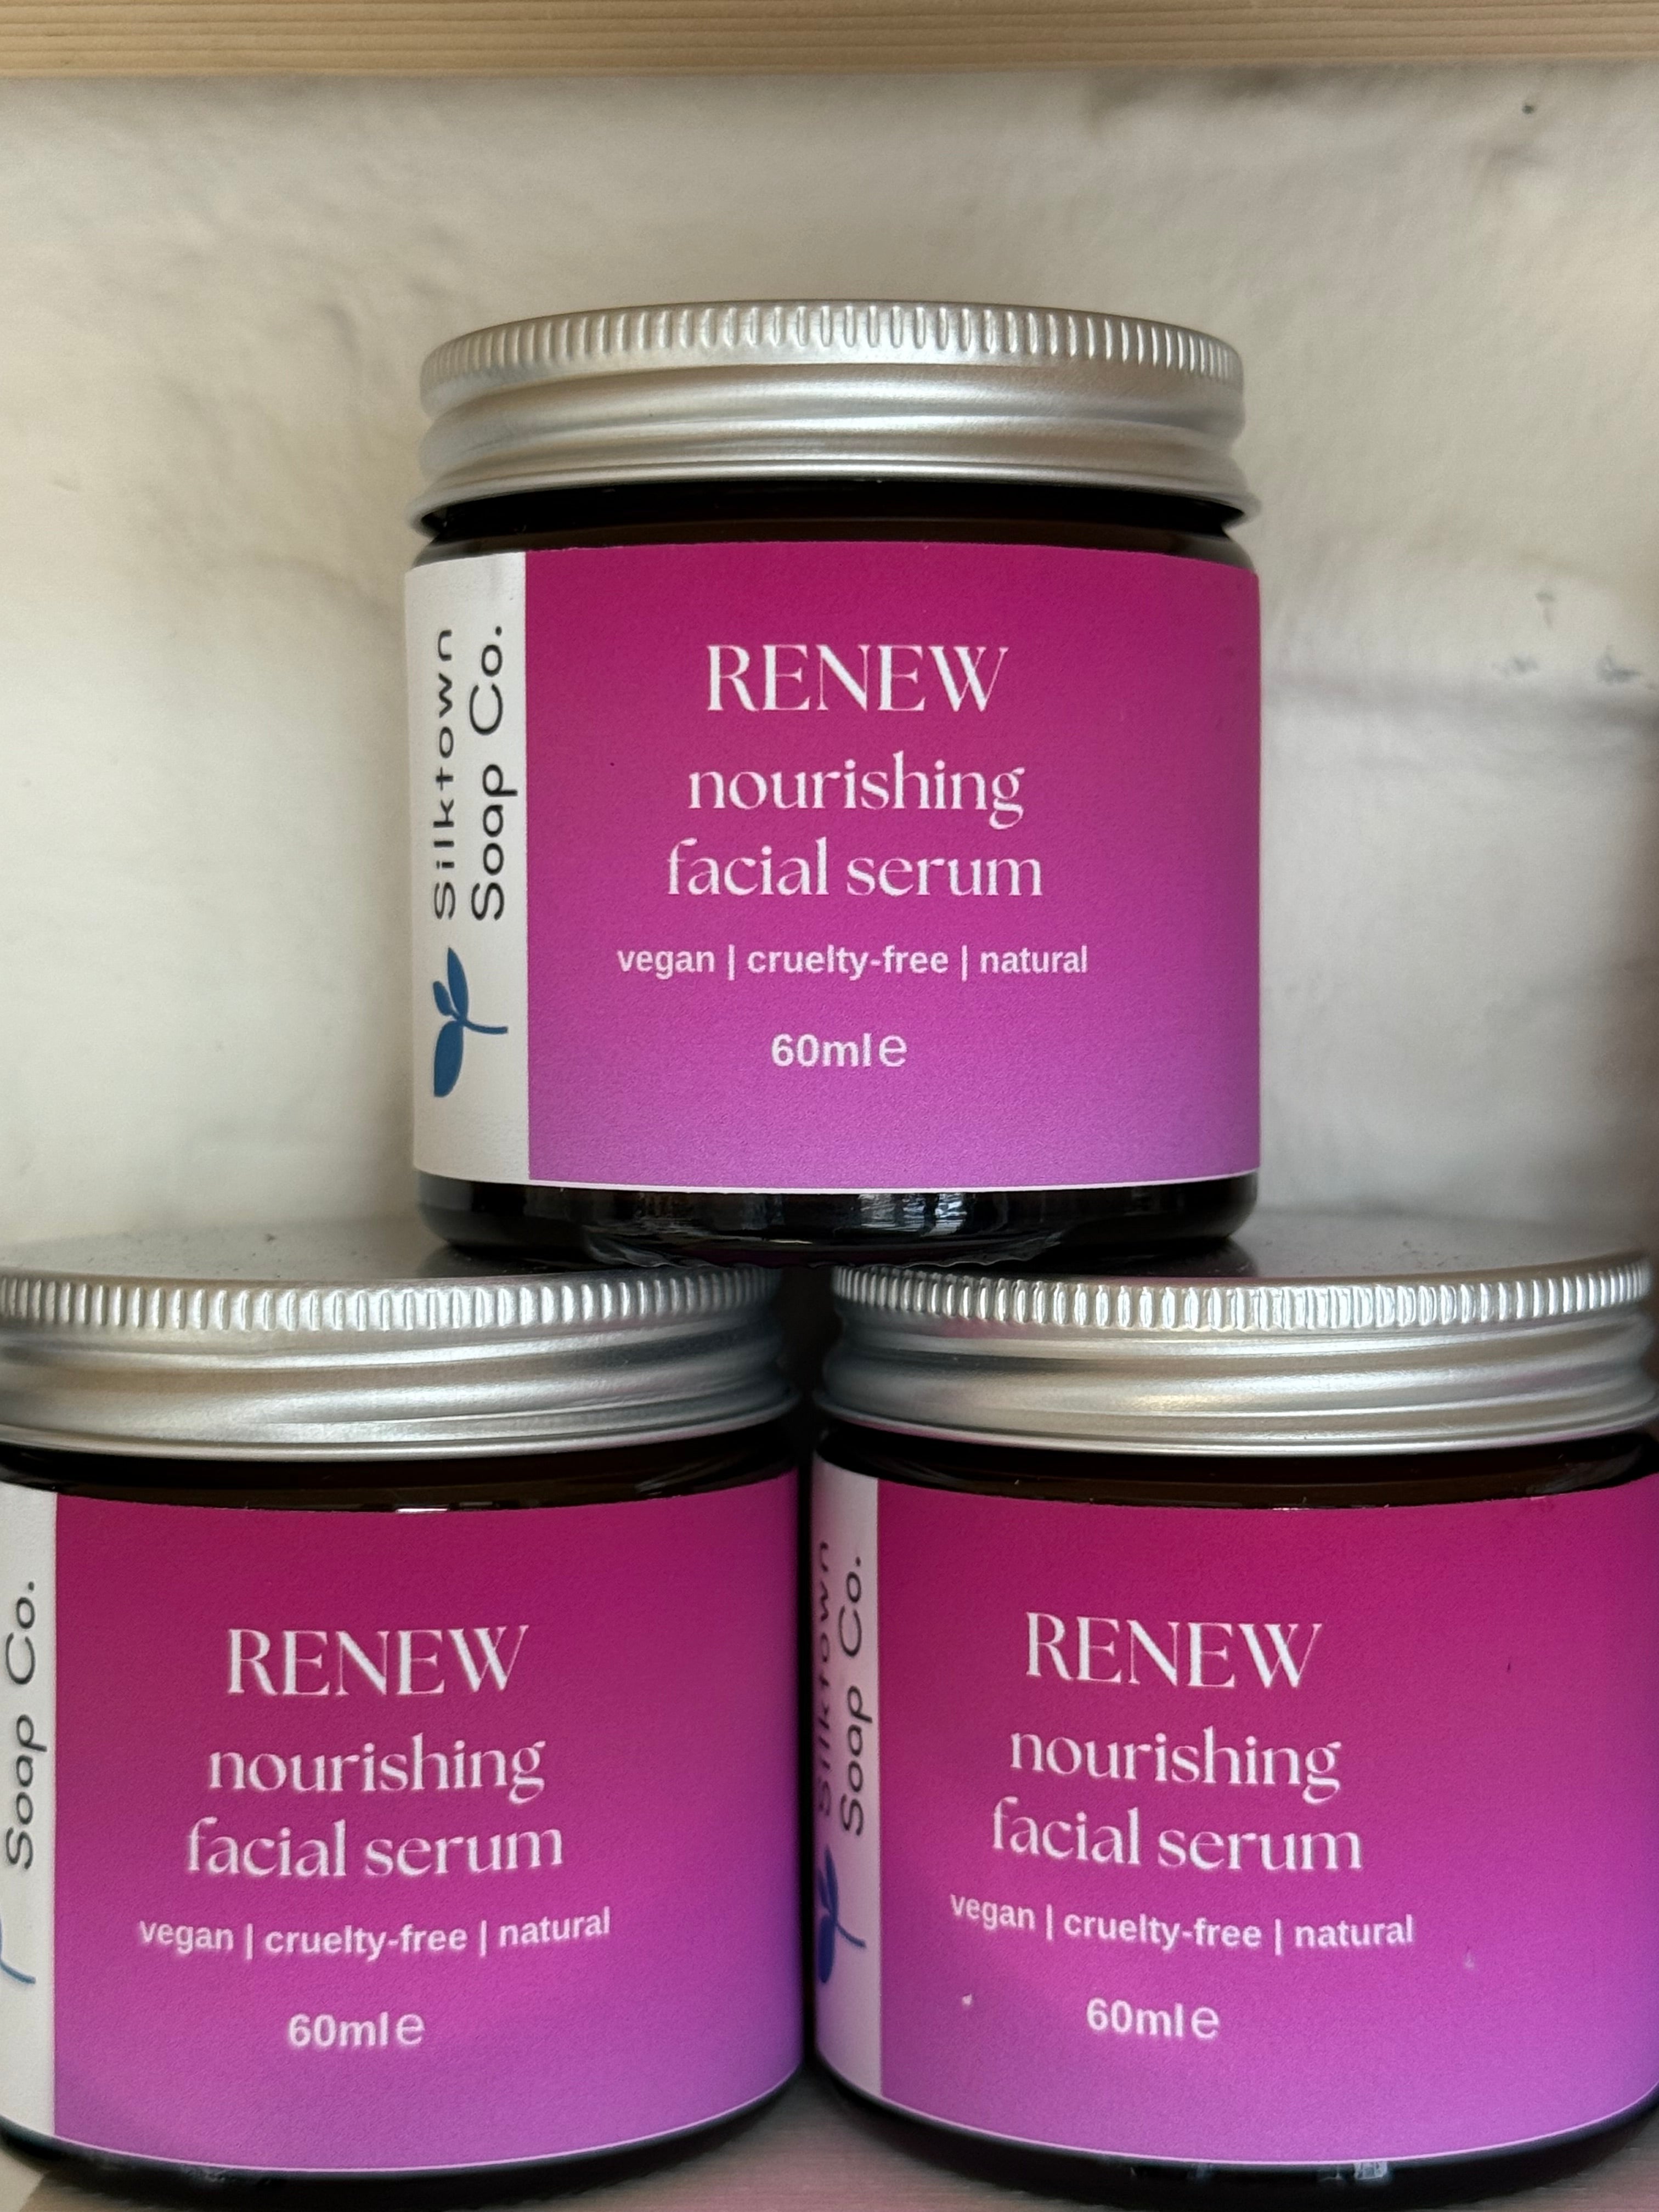 Silktown
Soap Co.
RENEW
nourishing
facial serum
vegan | cruelty-free | natural
60ml℮
Soap Co.
RENEW
nourishing
facial serum
vegan | cruelty-free | natural
60ml℮
Silktown
Soap Co.
RENEW
nourishing
facial serum
vegan | cruelty-free | natural
60ml℮